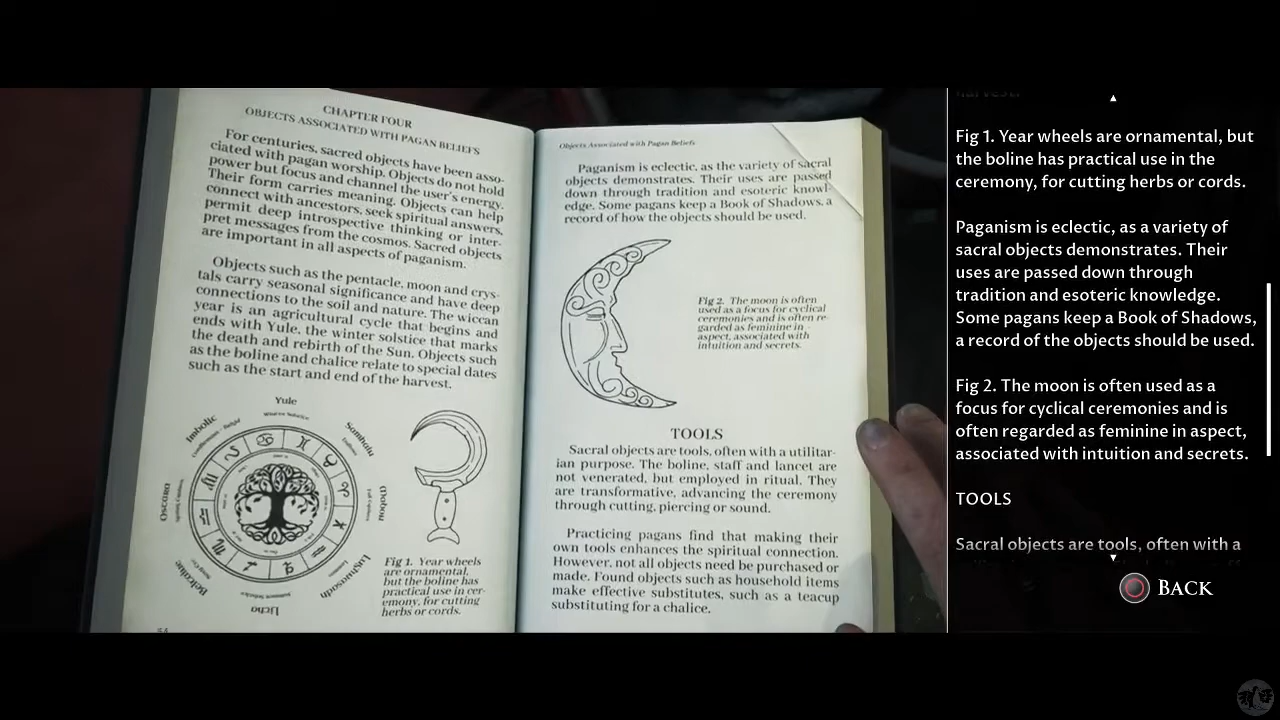 CHAPTER FOUR
OBJECTS ASSOCIATED WITH PAGAN BELIEFS
For centuries, sacred objects have been asso-
ciated with pagan worship. Objects do not hold
power but focus and channel the user's energy.
Their form carries meaning. Objects can help
connect with ancestors, seek spiritual answers,
permit deep introspective thinking or inter-
pret messages from the cosmos. Sacred objects
are important in all aspects of paganism.
Objects such as the pentacle, moon and crys-
tals carry seasonal significance and have deep
connections to the soil and nature. The wiccan
year is an agricultural cycle that begins and
ends with Yule, the winter solstice that marks
the death and rebirth of the Sun. Objects such
as the boline and chalice relate to special dates
such as the start and end of the harvest.
Yule
Winter Solstice
Imbolic
Samhain
Oscara
Mabon
Beltane
Lughnasadh
Litha
Summer Solstice
Fig 1. Year wheels
are ornamental,
but the boline has
practical use in cer-
emony, for cutting
herbs or cords.
Objects Associated with Pagan Beliefs
Paganism is eclectic, as the variety of sacral
objects demonstrates. Their uses are passed
down through tradition and esoteric knowl-
edge. Some pagans keep a Book of Shadows, a
record of how the objects should be used.
Fig 2. The moon is often
used as a focus for cyclical
ceremonies and is often re-
garded as feminine in
aspect, associated with
intuition and secrets.
TOOLS
Sacral objects are tools, often with a utilitar-
ian purpose. The boline, staff and lancet are
not venerated, but employed in ritual. They
are transformative, advancing the ceremony
through cutting, piercing or sound.
Practicing pagans find that making their
own tools enhances the spiritual connection.
However, not all objects need be purchased or
made. Found objects such as household items
make effective substitutes, such as a teacup
substituting for a chalice.
harvest.
Fig 1. Year wheels are ornamental, but
the boline has practical use in the
ceremony, for cutting herbs or cords.
Paganism is eclectic, as a variety of
sacral objects demonstrates. Their
uses are passed down through
tradition and esoteric knowledge.
Some pagans keep a Book of Shadows,
a record of the objects should be used.
Fig 2. The moon is often used as a
focus for cyclical ceremonies and is
often regarded as feminine in aspect,
associated with intuition and secrets.
TOOLS
Sacral objects are tools, often with a
BACK